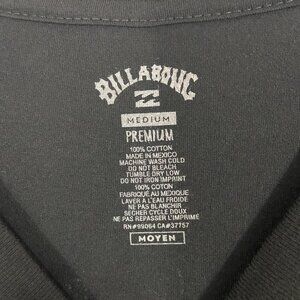 BILLABONG
MEDIUM
PREMIUM
100% COTTON
MADE IN MEXICO
MACHINE WASH COLD
DO NOT BLEACH
TUMBLE DRY LOW
DO NOT IRON IMPRINT
100% COTON
FABRIQUÉ AU MEXIQUE
LAVER A L'EAU FROIDE
NE PAS BLANCHIR
SECHER CYCLE DOUX
NE PAS REPASSER L'IMPRIME
RN#99064 CA#37757
MOYEN